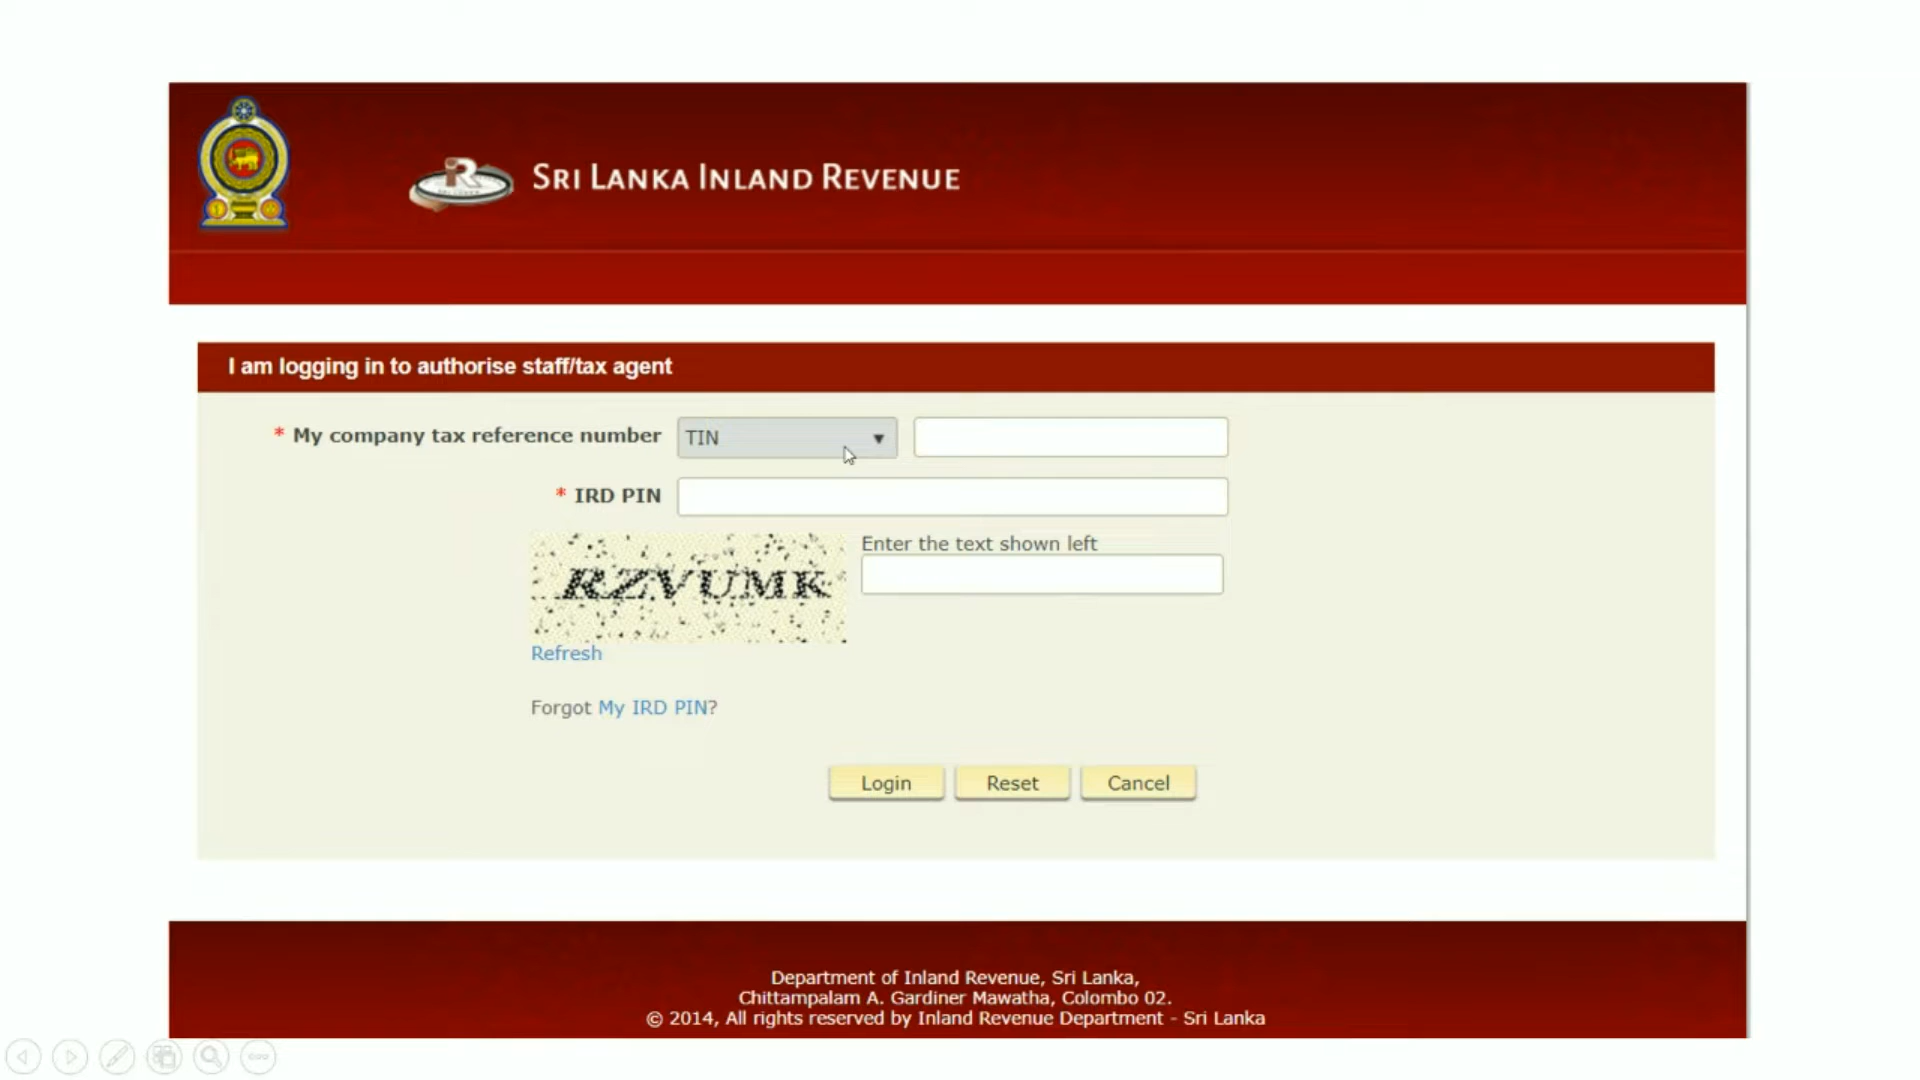 SRI LANKA INLAND REVENUE
I am logging in to authorise staff/tax agent
* My company tax reference number TIN
* IRD PIN
Enter the text shown left
RZVUMK
Refresh
Forgot My IRD PIN?
Login Reset Cancel
Department of Inland Revenue, Sri Lanka,
Chittampalam A. Gardiner Mawatha, Colombo 02.
© 2014, All rights reserved by Inland Revenue Department - Sri Lanka